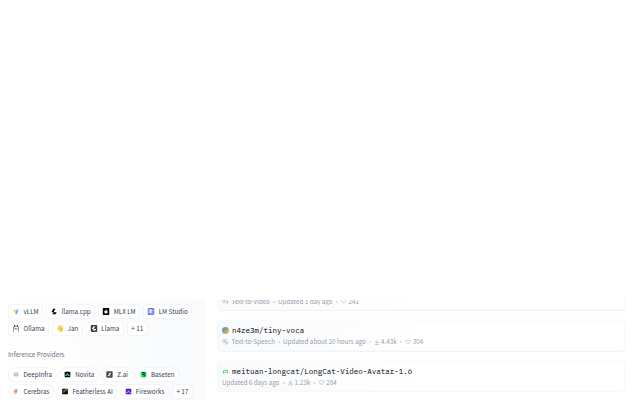 vLLM llama.cpp MLX LM LM Studio
Ollama Jan Llama + 11
Inference Providers
DeepInfra Novita Z.ai Baseten
Cerebras Featherless AI Fireworks + 17
Text-to-Video • Updated 1 day ago • 241
n4ze3m/tiny-voca
Text-to-Speech • Updated about 20 hours ago • 4.43k • 304
meituan-longcat/LongCat-Video-Avatar-1.0
Updated 6 days ago • 1.23k • 284